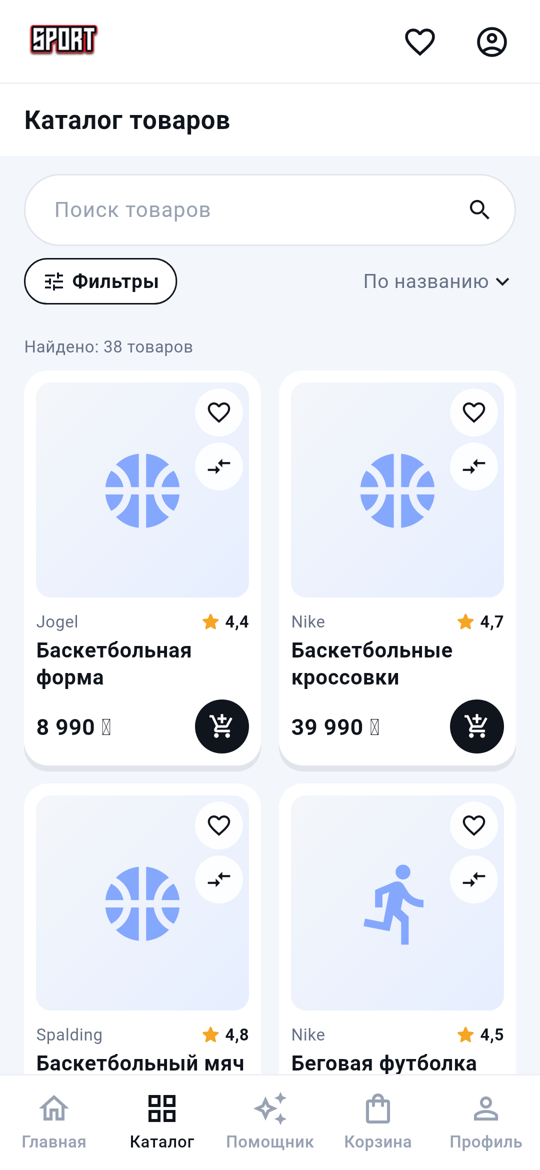 SPORT
Каталог товаров
Поиск товаров
Фильтры
По названию
Найдено: 38 товаров
Jogel 4,4
Nike 4,7
Баскетбольная
форма
Баскетбольные
кроссовки
8 990
39 990
Spalding 4,8
Nike 4,5
Баскетбольный мяч
Беговая футболка
Главная
Каталог
Помощник
Корзина
Профиль